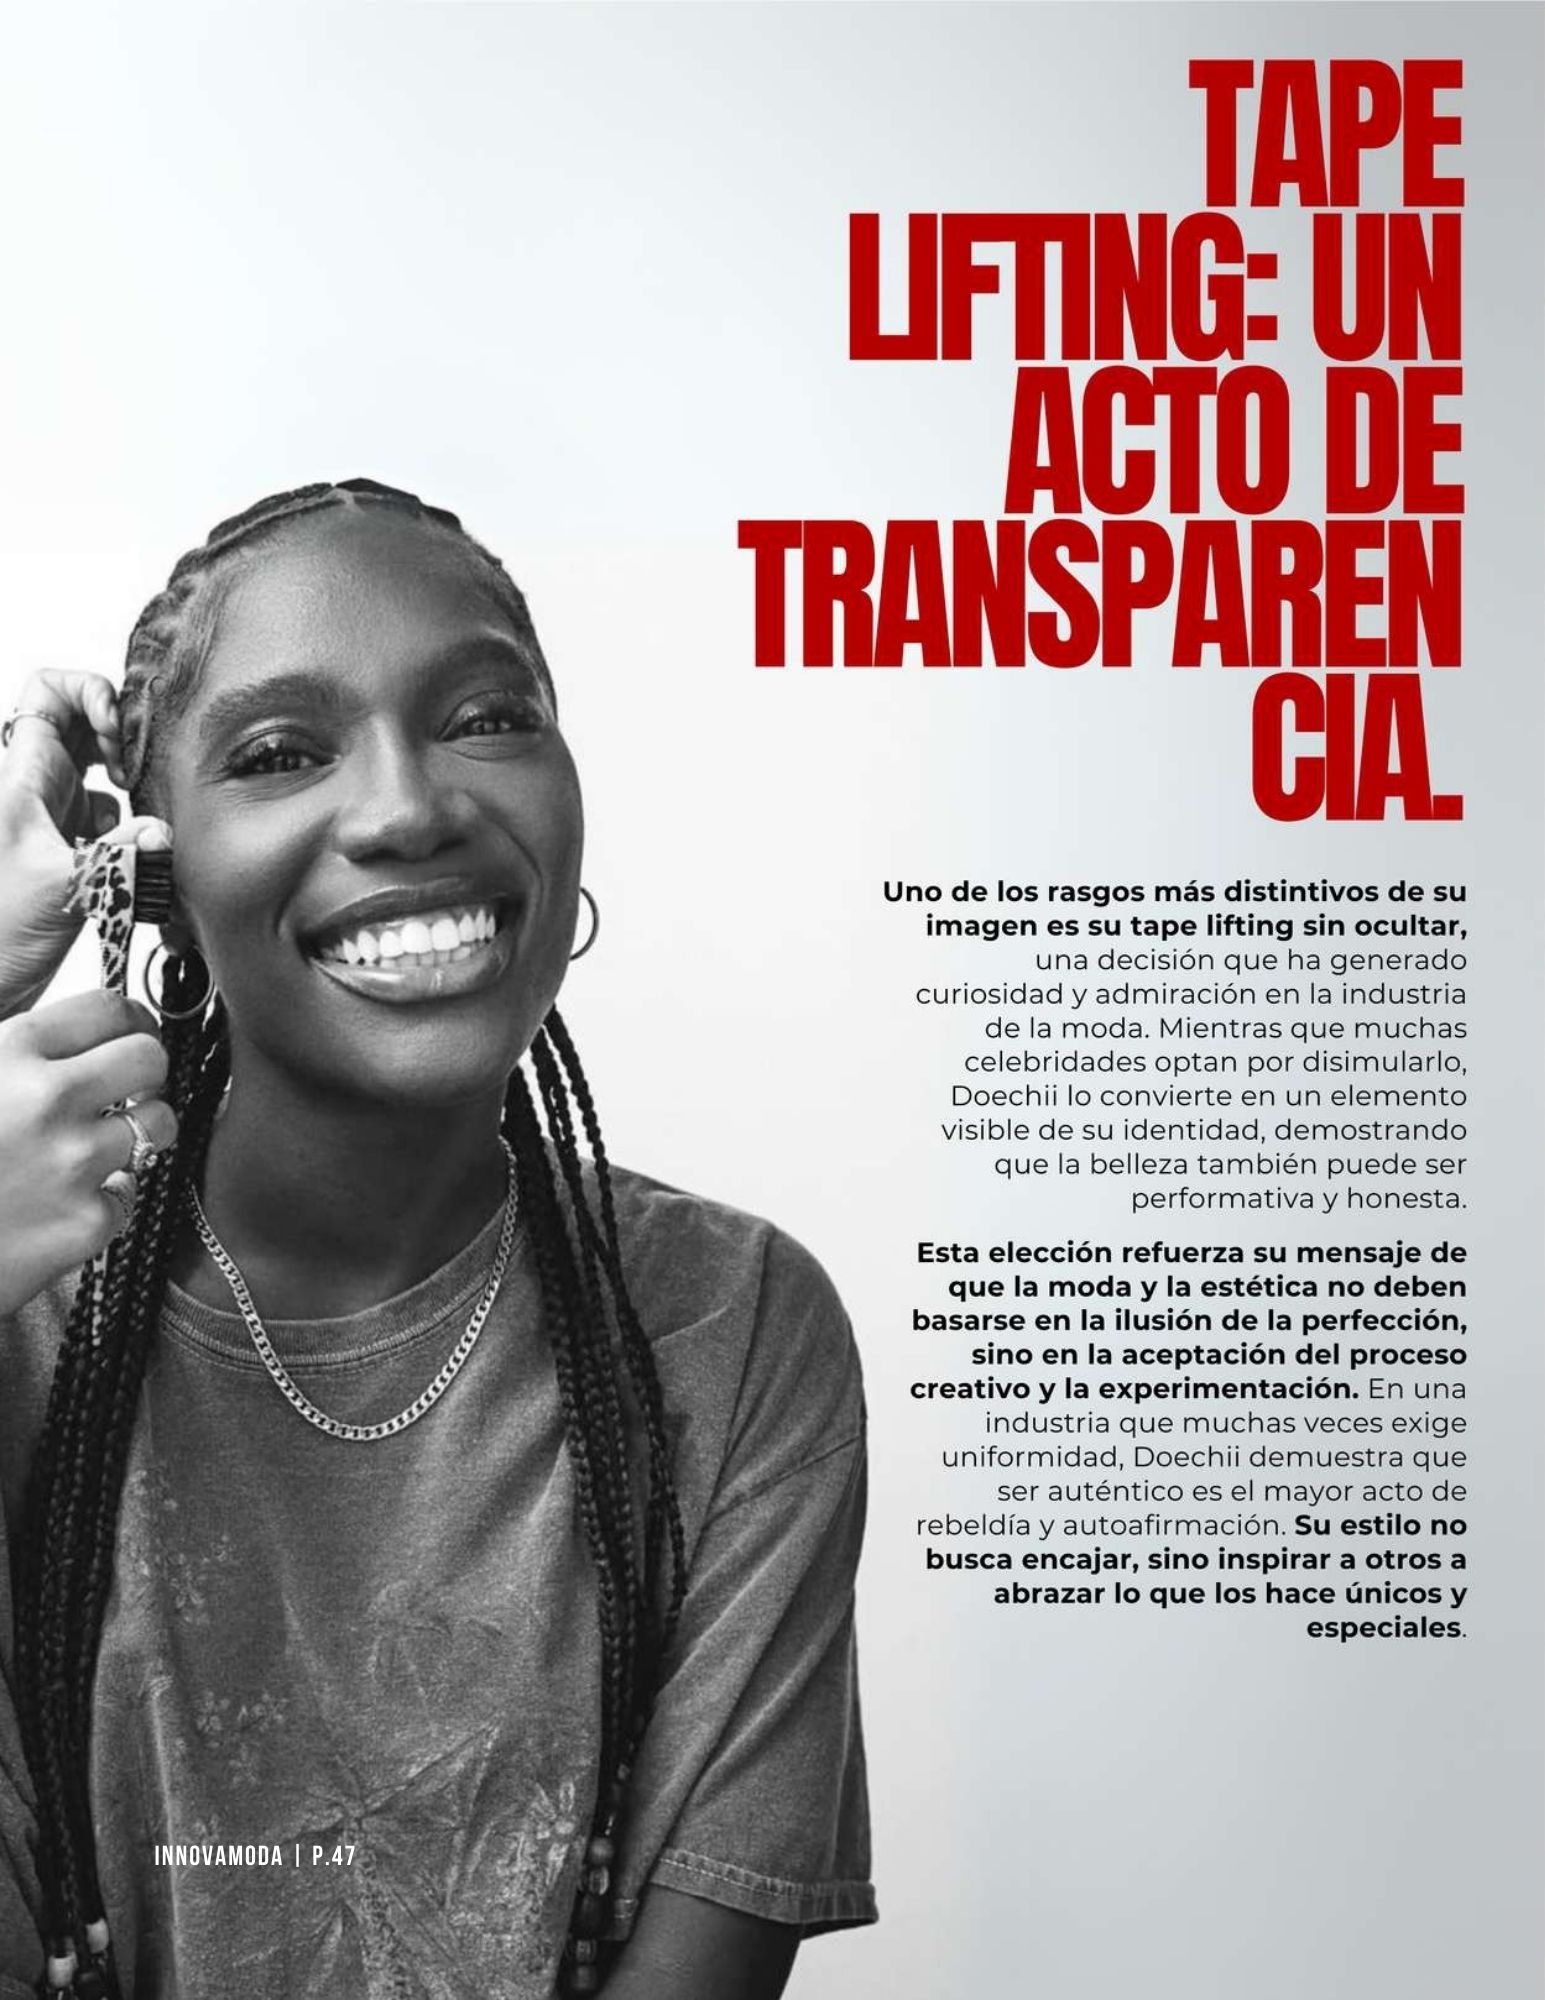 TAPE
LIFTING: UN
ACTO DE
TRANSPAREN
CIA.
Uno de los rasgos más distintivos de su
imagen es su tape lifting sin ocultar,
una decisión que ha generado
curiosidad y admiración en la industria
de la moda. Mientras que muchas
celebridades optan por disimularlo,
Doechii lo convierte en un elemento
visible de su identidad, demostrando
que la belleza también puede ser
performativa y honesta.
Esta elección refuerza su mensaje de
que la moda y la estética no deben
basarse en la ilusión de la perfección,
sino en la aceptación del proceso
creativo y la experimentación. En una
industria que muchas veces exige
uniformidad, Doechii demuestra que
ser auténtico es el mayor acto de
rebeldía y autoafirmación. Su estilo no
busca encajar, sino inspirar a otros a
abrazar lo que los hace únicos y
especiales.
INNOVAMODA | P.47